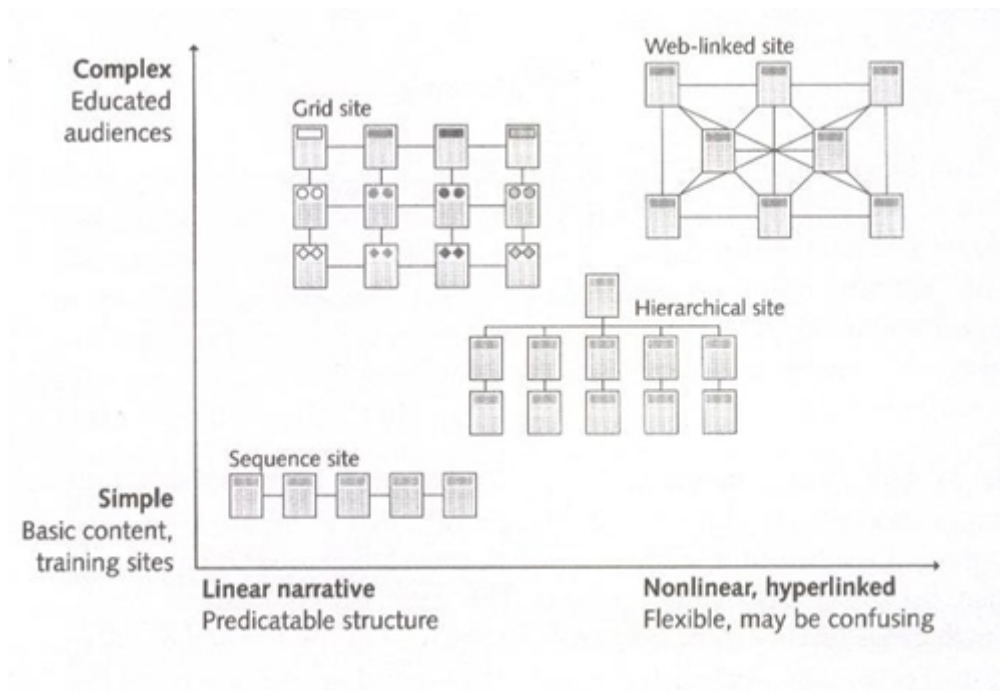 Complex
Educated
audiences
Grid site
Web-linked site
Hierarchical site
Sequence site
Simple
Basic content,
training sites
Linear narrative
Predicatable structure
Nonlinear, hyperlinked
Flexible, may be confusing